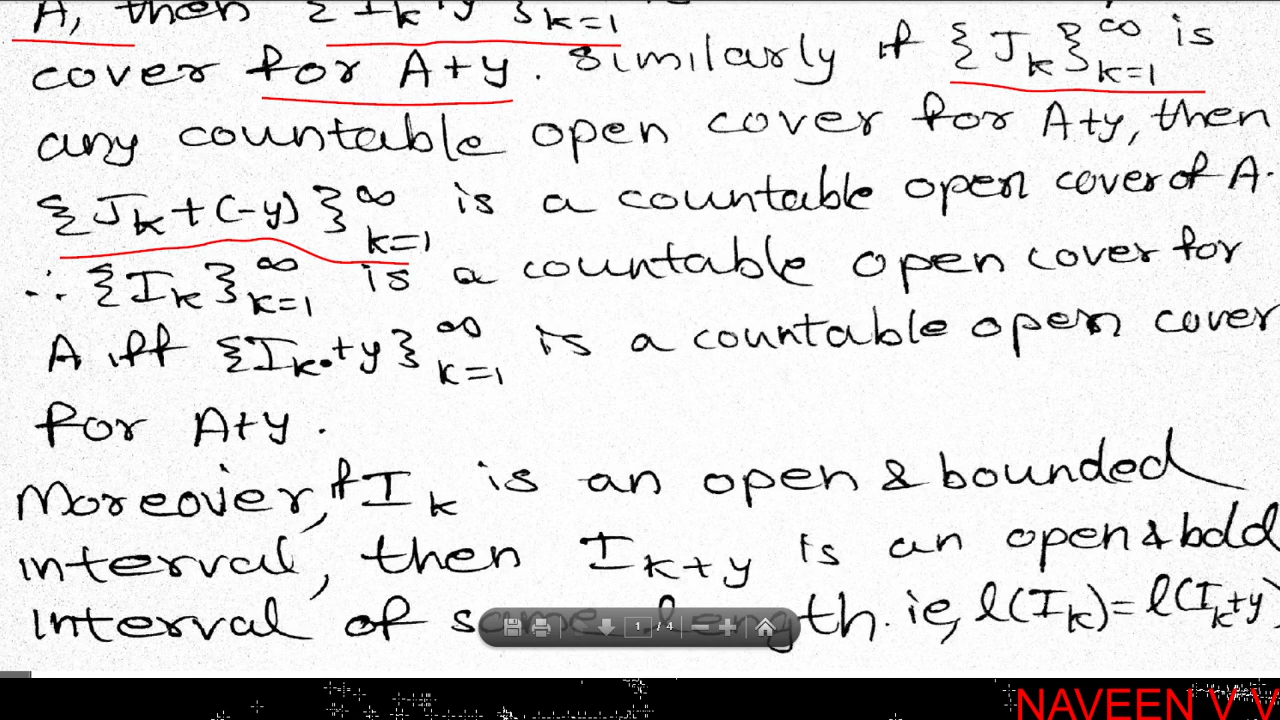 A, then {I_k + y}_{k=1}
cover for A+y. Similarly if {J_k}_{k=1}^∞ is
any countable open cover for A+y, then
{J_k + (-y)}_{k=1}^∞ is a countable open cover of A.
∴ {I_k}_{k=1}^∞ is a countable open cover for
A iff {I_k + y}_{k=1}^∞ is a countable open cover
for A+y.
Moreover, if I_k is an open & bounded
interval, then I_k+y is an open & bdd
interval of same length. ie, l(I_k) = l(I_k+y)
1 / 4
NAVEEN V V